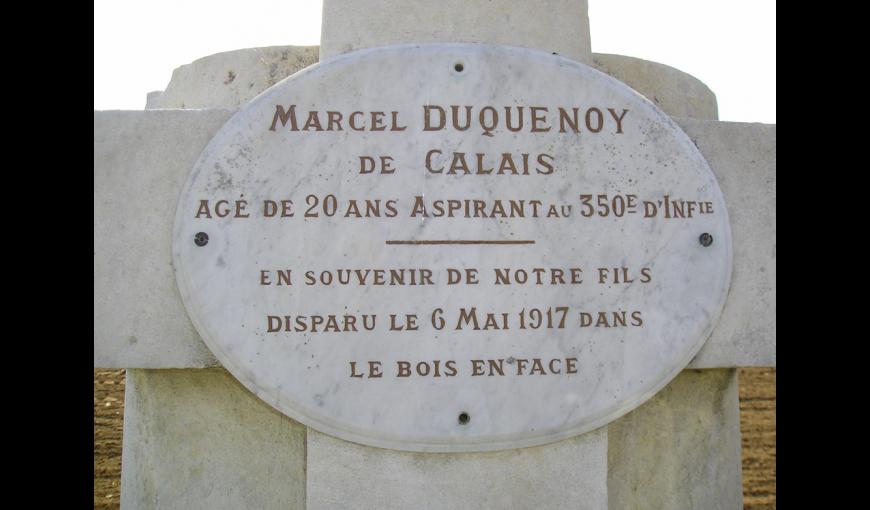 MARCEL DUQUENOY
DE CALAIS
AGÉ DE 20 ANS ASPIRANT AU 350E D'INFIE
EN SOUVENIR DE NOTRE FILS
DISPARU LE 6 MAI 1917 DANS
LE BOIS EN FACE